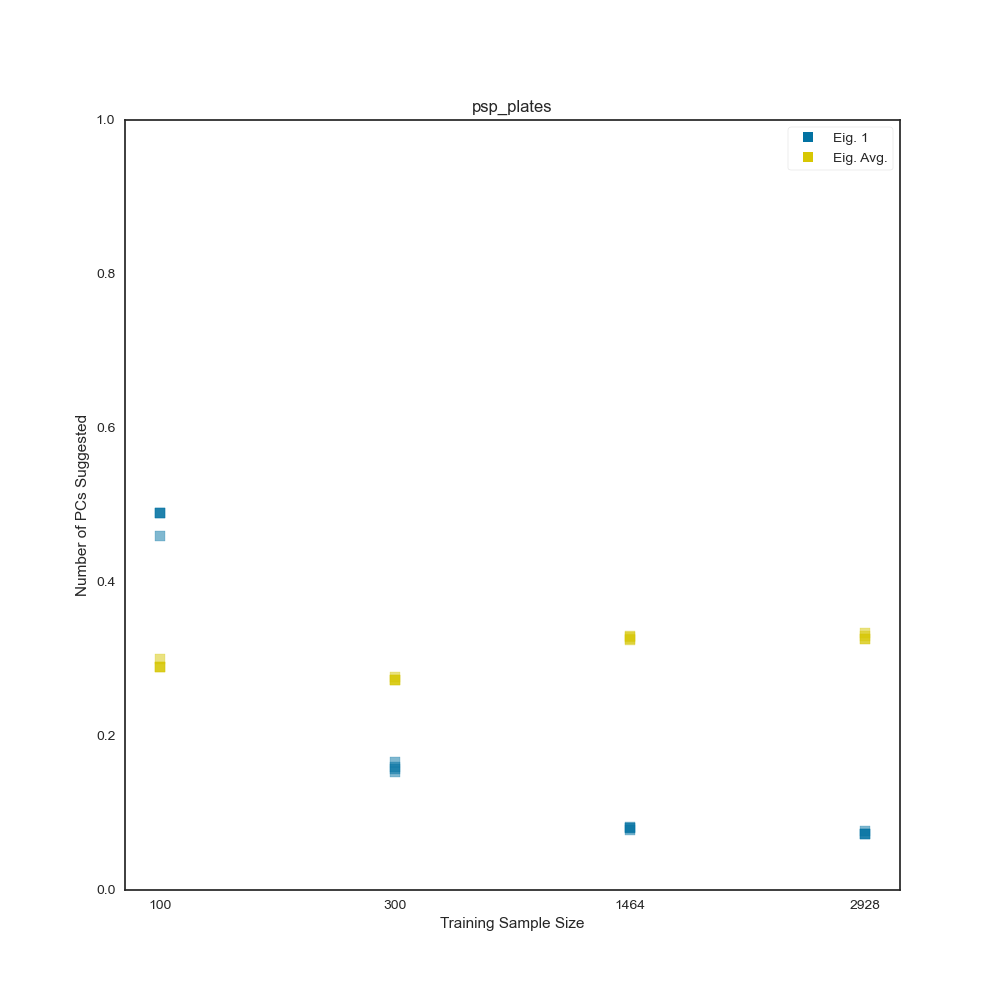 psp_plates
1.0
Eig. 1
Eig. Avg.
0.8
0.6
Number of PCs Suggested
0.4
0.2
0.0
100 300 1464 2928
Training Sample Size